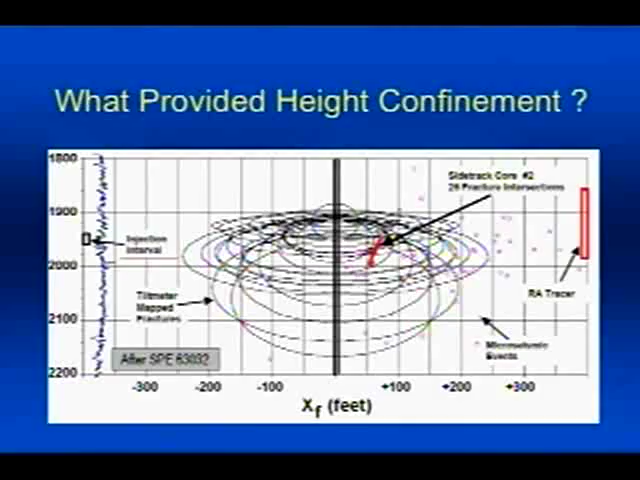 What Provided Height Confinement ?
1800
1900
2000
2100
2200
Injection
Interval
Tiltmeter
Mapped
Fractures
After SPE 63032
Sidetrack Core #2
26 Fracture Intersections
RA Tracer
Microseismic
Events
-300
-200
-100
+100
+200
+300
Xf (feet)